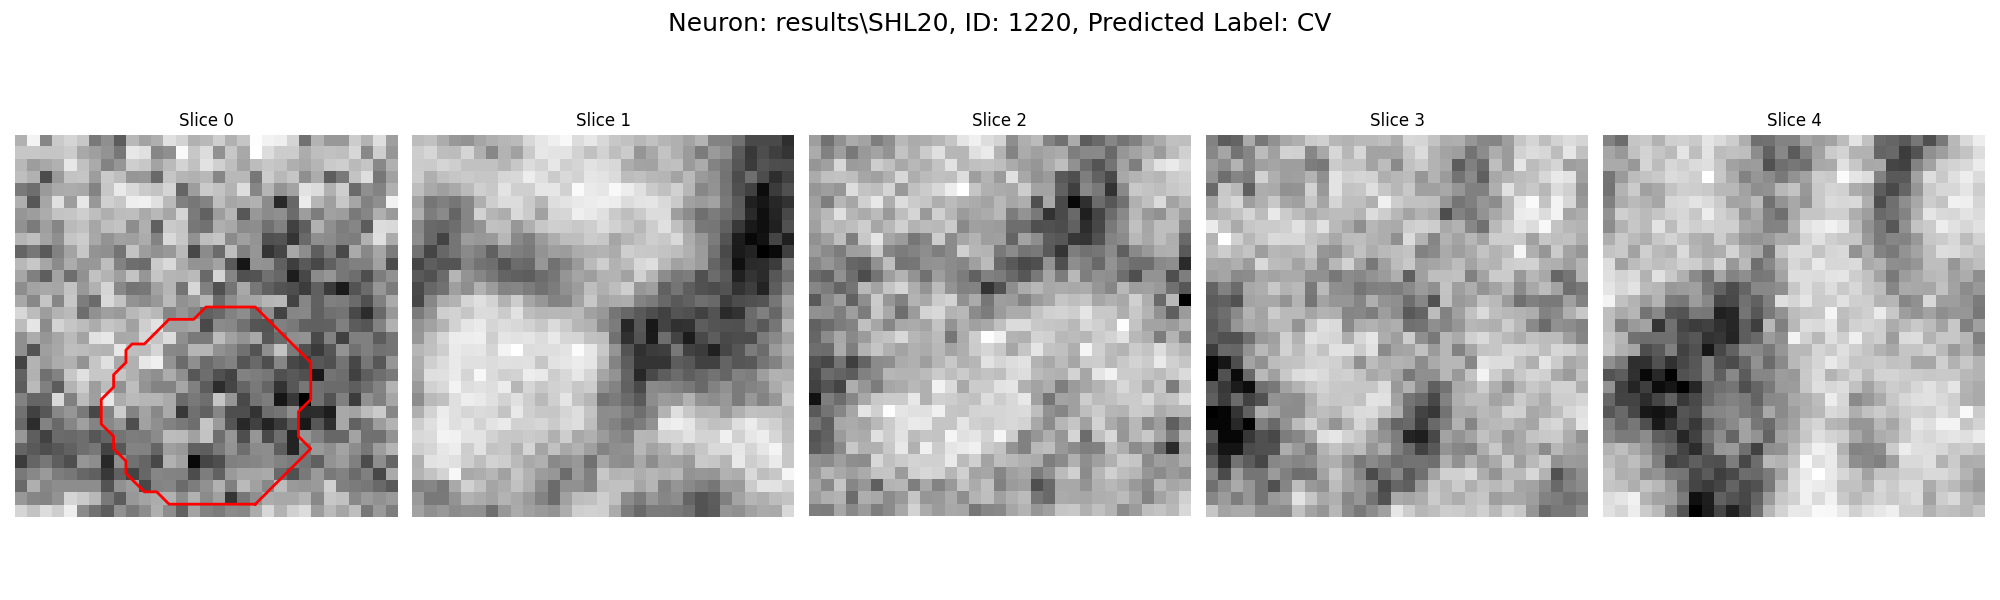 Neuron: results\SHL20, ID: 1220, Predicted Label: CV
Slice 0
Slice 1
Slice 2
Slice 3
Slice 4